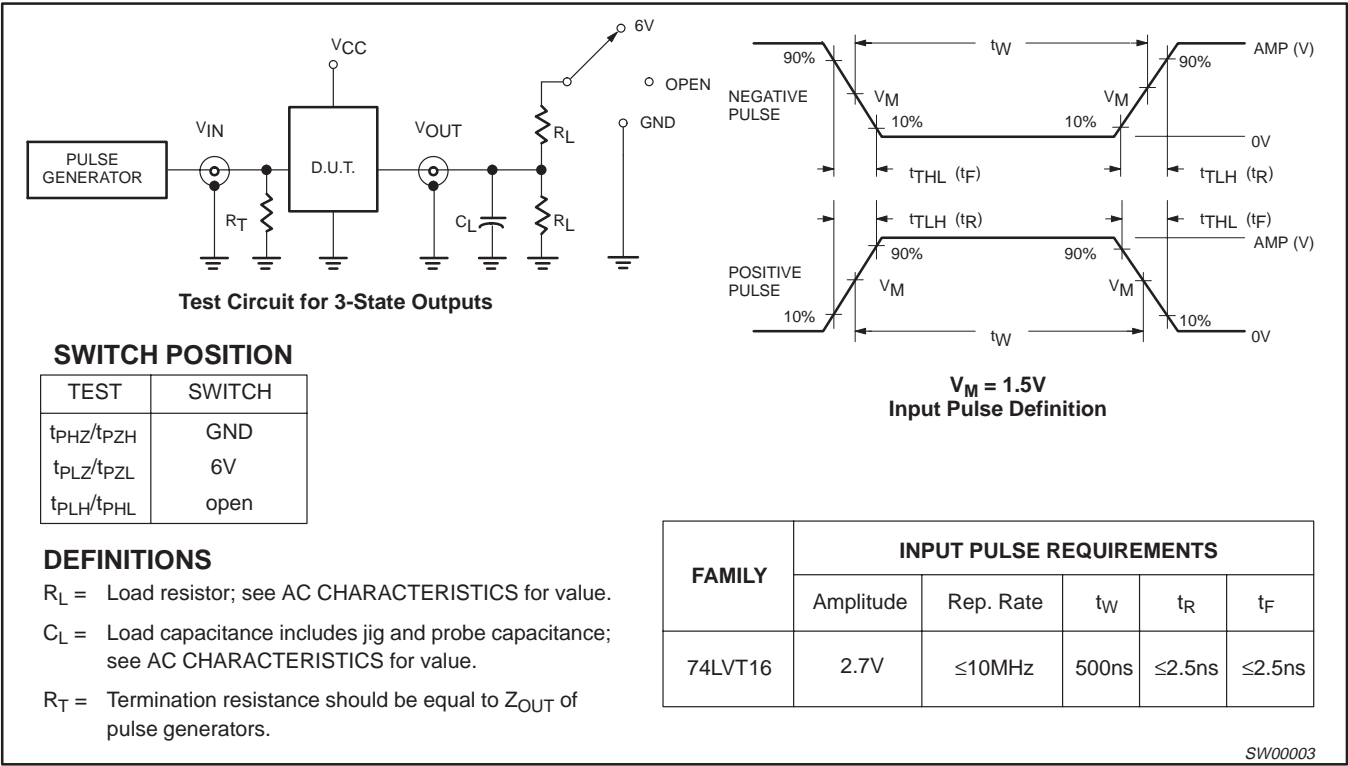 6V
VCC
OPEN
VIN
VOUT
RL
GND
PULSE
GENERATOR
D.U.T.
RT
CL
RL
Test Circuit for 3-State Outputs
tW
AMP (V)
90%
90%
NEGATIVE
PULSE
VM
VM
10%
10%
0V
tTHL (tF)
tTLH (tR)
tTLH (tR)
tTHL (tF)
AMP (V)
90%
90%
POSITIVE
PULSE
VM
VM
10%
10%
tW
0V
VM = 1.5V
Input Pulse Definition
SWITCH POSITION
TEST SWITCH
tPHZ/tPZH GND
tPLZ/tPZL 6V
tPLH/tPHL open
DEFINITIONS
RL = Load resistor; see AC CHARACTERISTICS for value.
CL = Load capacitance includes jig and probe capacitance;
see AC CHARACTERISTICS for value.
RT = Termination resistance should be equal to ZOUT of
pulse generators.
FAMILY
INPUT PULSE REQUIREMENTS
Amplitude Rep. Rate tW tR tF
74LVT16 2.7V ≤10MHz 500ns ≤2.5ns ≤2.5ns
SW00003